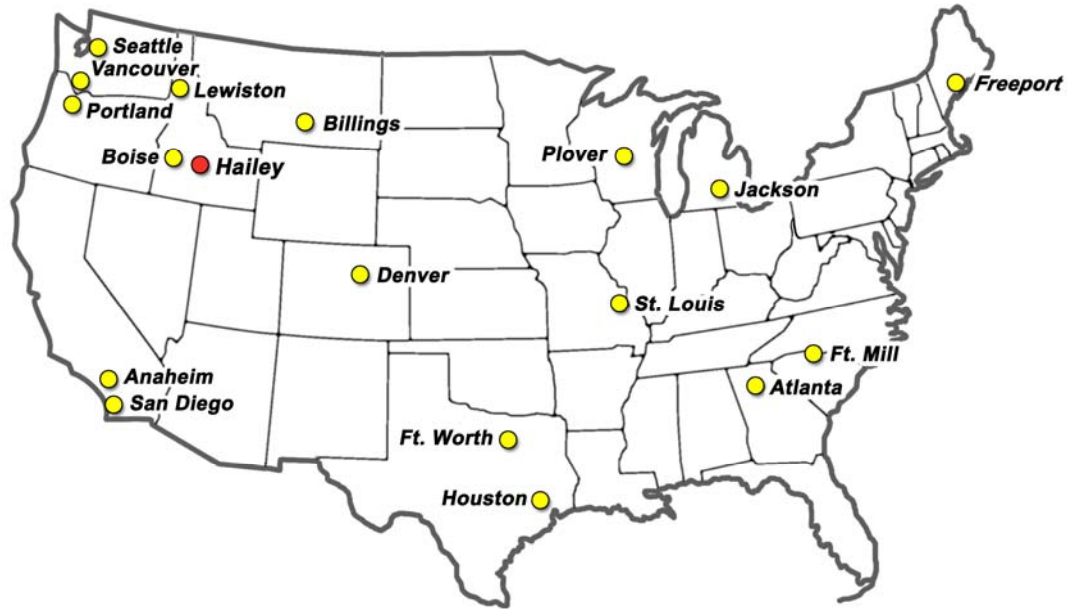 Seattle
Vancouver
Lewiston
Portland
Freeport
Billings
Boise
Hailey
Plover
Jackson
Denver
St. Louis
Ft. Mill
Anaheim
Atlanta
San Diego
Ft. Worth
Houston